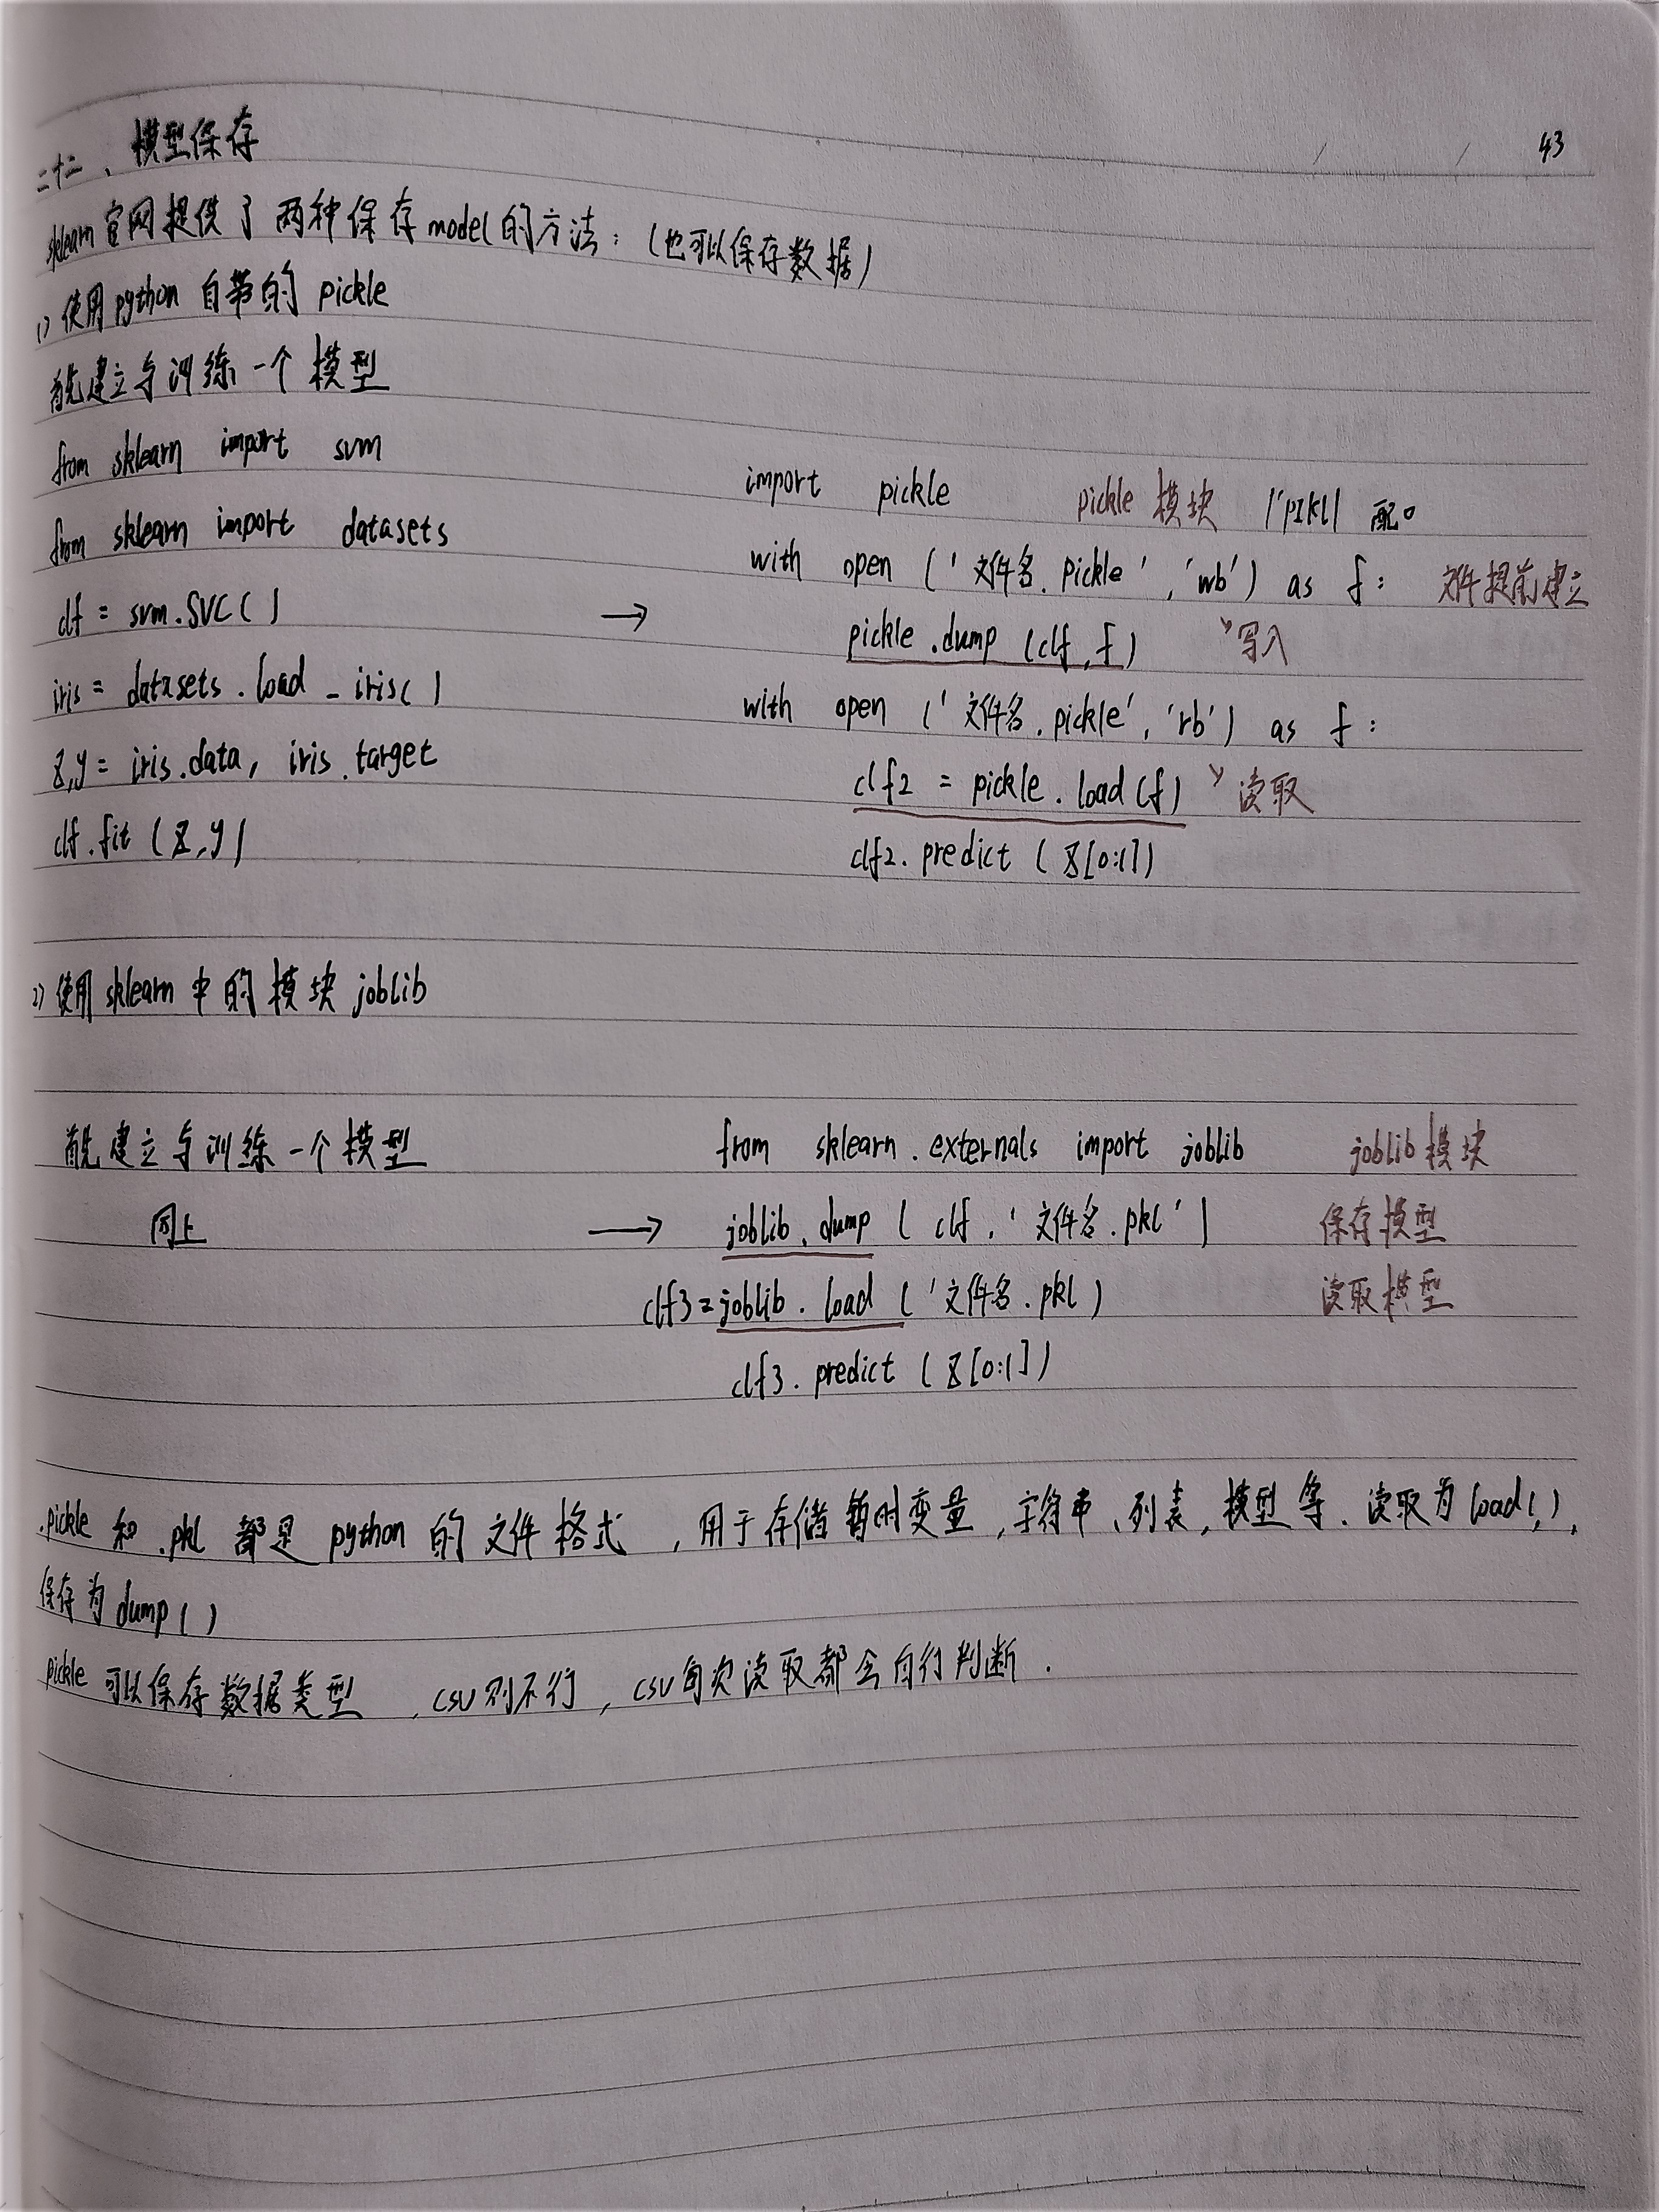 43
二十二、模型保存
sklearn官网提供了两种保存model的方法：(也可以保存数据)
1) 使用python 自带的 pickle
首先建立与训练一个模型
from sklearn import svm
from sklearn import datasets
clf = svm.SVC( )
iris = datasets.load_iris( )
X,y = iris.data, iris.target
clf.fit (X,y)
→
import pickle pickle 模块 |'pɪkl|
with open ('文件名.pickle', 'wb') as f: 文件提前建立
pickle.dump (clf,f) 写入
with open ('文件名.pickle', 'rb') as f:
clf2 = pickle.load(f) 读取
clf2.predict (X[0:1])
2) 使用sklearn中的模块joblib
首先建立与训练一个模型
同上
→
from sklearn.externals import joblib joblib模块
joblib.dump ( clf, '文件名.pkl' ) 保存模型
clf3=joblib.load ( '文件名.pkl ) 读取模型
clf3.predict (X[0:1])
.pickle 和 .pkl 都是 python 的文件格式，用于存储暂时变量,字符串、列表,模型等.读取为load( ),
保存为dump( )
pickle可以保存数据类型,csv则不行, csv每次读取都会自行判断.